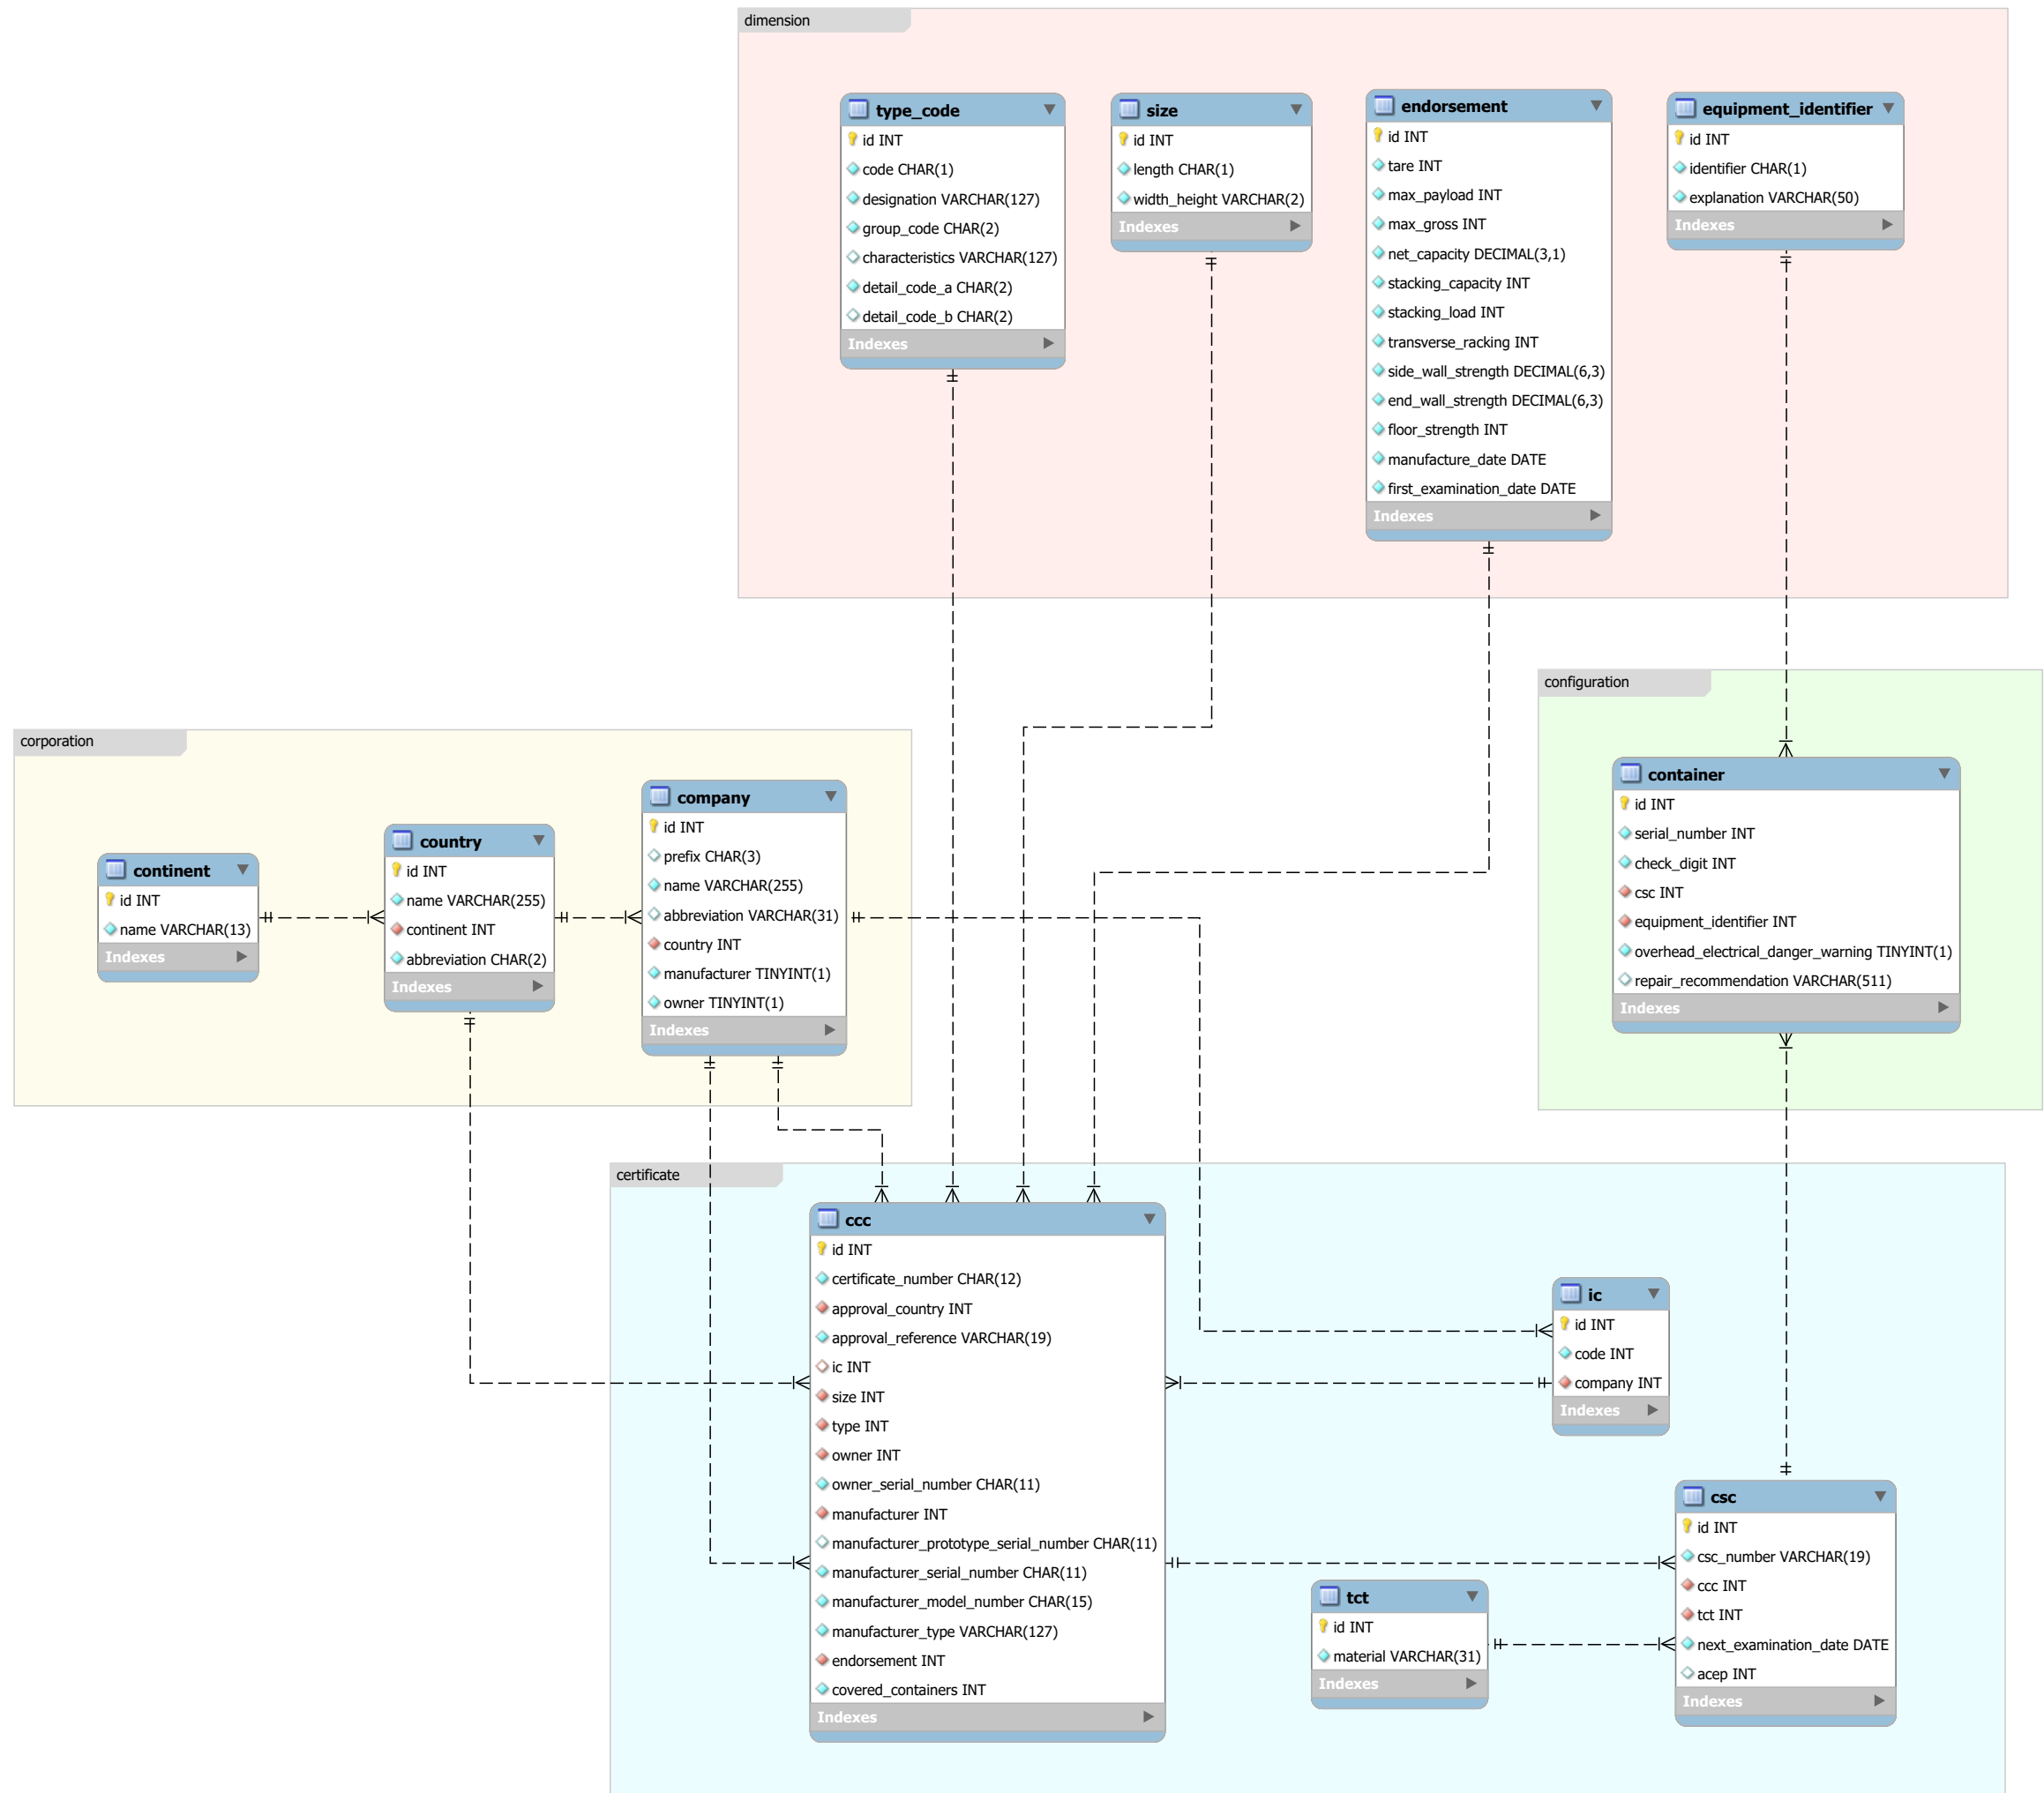 dimension
type_code
id INT
code CHAR(1)
designation VARCHAR(127)
group_code CHAR(2)
characteristics VARCHAR(127)
detail_code_a CHAR(2)
detail_code_b CHAR(2)
Indexes
size
id INT
length CHAR(1)
width_height VARCHAR(2)
Indexes
endorsement
id INT
tare INT
max_payload INT
max_gross INT
net_capacity DECIMAL(3,1)
stacking_capacity INT
stacking_load INT
transverse_racking INT
side_wall_strength DECIMAL(6,3)
end_wall_strength DECIMAL(6,3)
floor_strength INT
manufacture_date DATE
first_examination_date DATE
Indexes
equipment_identifier
id INT
identifier CHAR(1)
explanation VARCHAR(50)
Indexes
corporation
continent
id INT
name VARCHAR(13)
Indexes
country
id INT
name VARCHAR(255)
continent INT
abbreviation CHAR(2)
Indexes
company
id INT
prefix CHAR(3)
name VARCHAR(255)
abbreviation VARCHAR(31)
country INT
manufacturer TINYINT(1)
owner TINYINT(1)
Indexes
configuration
container
id INT
serial_number INT
check_digit INT
csc INT
equipment_identifier INT
overhead_electrical_danger_warning TINYINT(1)
repair_recommendation VARCHAR(511)
Indexes
certificate
ccc
id INT
certificate_number CHAR(12)
approval_country INT
approval_reference VARCHAR(19)
ic INT
size INT
type INT
owner INT
owner_serial_number CHAR(11)
manufacturer INT
manufacturer_prototype_serial_number CHAR(11)
manufacturer_serial_number CHAR(11)
manufacturer_model_number CHAR(15)
manufacturer_type VARCHAR(127)
endorsement INT
covered_containers INT
Indexes
ic
id INT
code INT
company INT
Indexes
tct
id INT
material VARCHAR(31)
Indexes
csc
id INT
csc_number VARCHAR(19)
ccc INT
tct INT
next_examination_date DATE
acep INT
Indexes